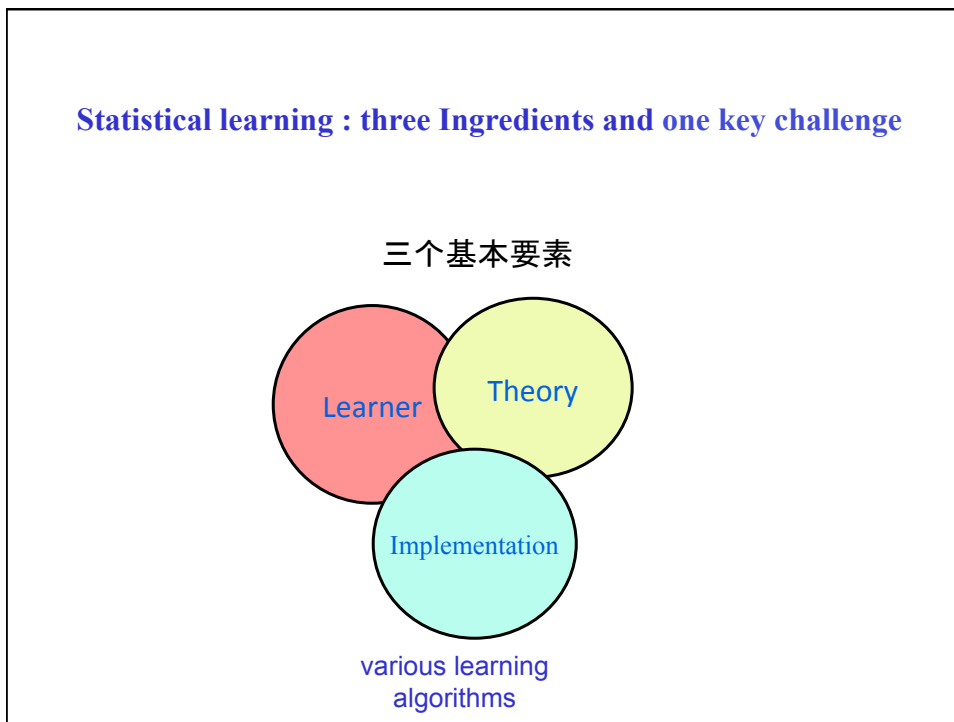 Statistical learning : three Ingredients and one key challenge
三个基本要素
Learner
Theory
Implementation
various learning
algorithms